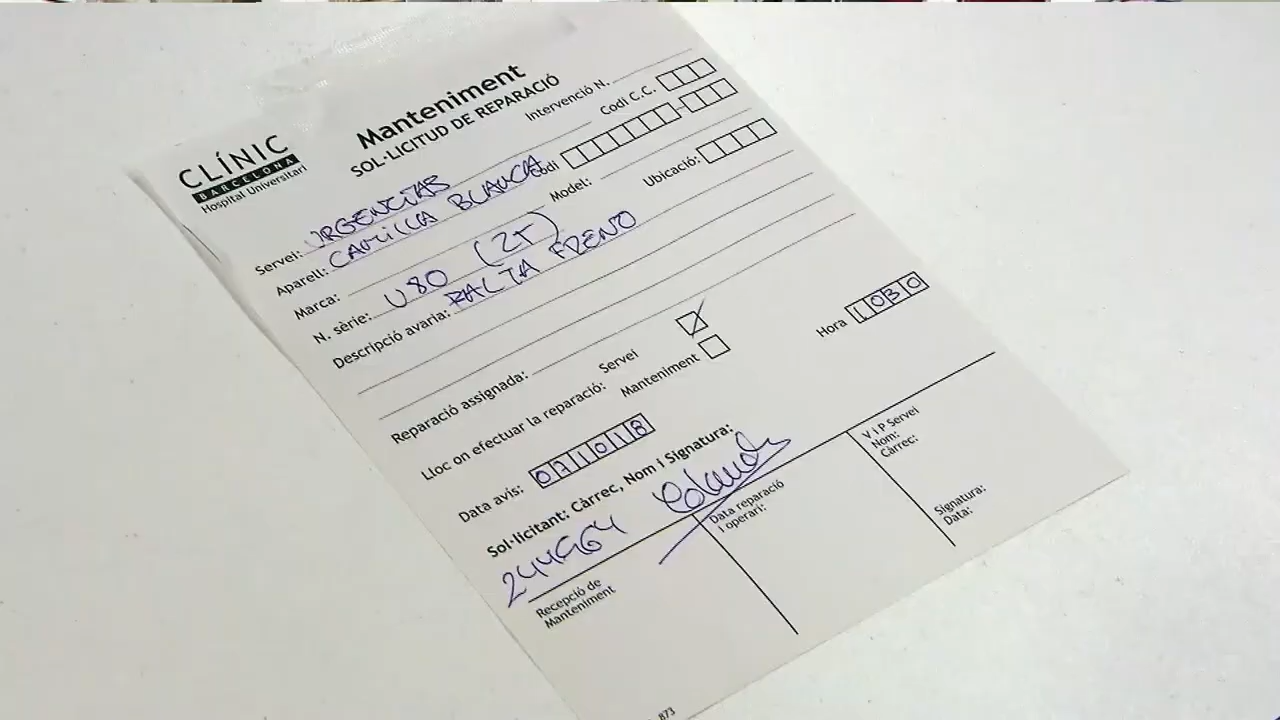 CLÍNIC
BARCELONA
Hospital Universitari
Manteniment
SOL·LICITUD DE REPARACIÓ
Intervenció N.
Codi C.C.
Servei: URGENCIAS
Aparell: CAMILLA BLANCA
Codi
Marca:
Model:
Ubicació:
N. sèrie: U80 (2T)
Descripció avaria: FALTA FRENO
Reparació assignada:
Lloc on efectuar la reparació: Servei
Manteniment
Data avís: 071018
Hora 1030
Sol·licitant: Càrrec, Nom i Signatura:
244964
Recepció de
Manteniment
Data reparació
i operari:
V i P Servei
Nom:
Càrrec:
Signatura:
Data:
873